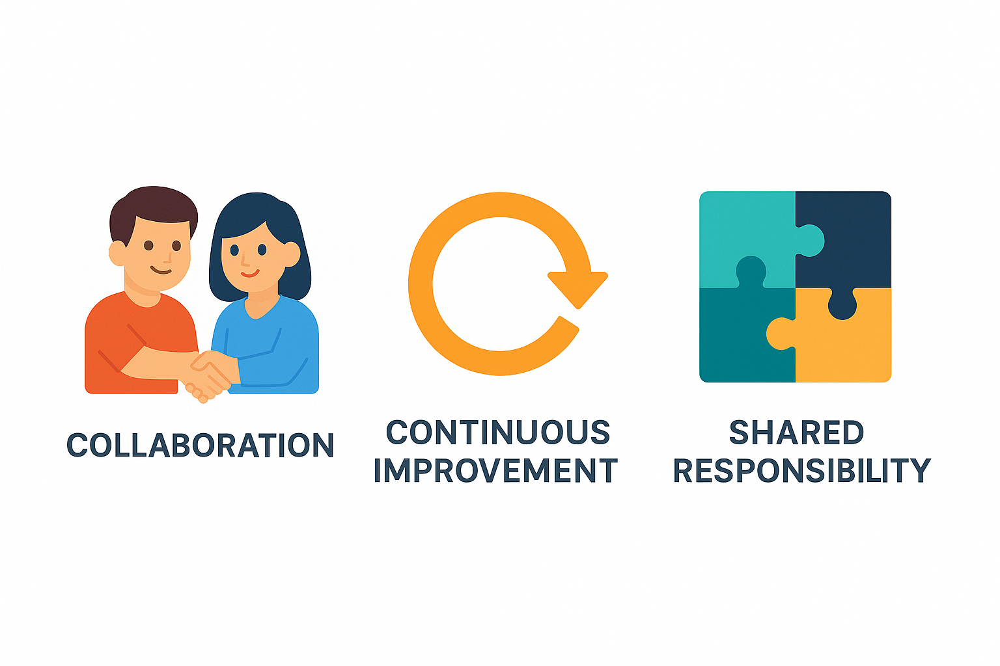 COLLABORATION
CONTINUOUS
IMPROVEMENT
SHARED
RESPONSIBILITY